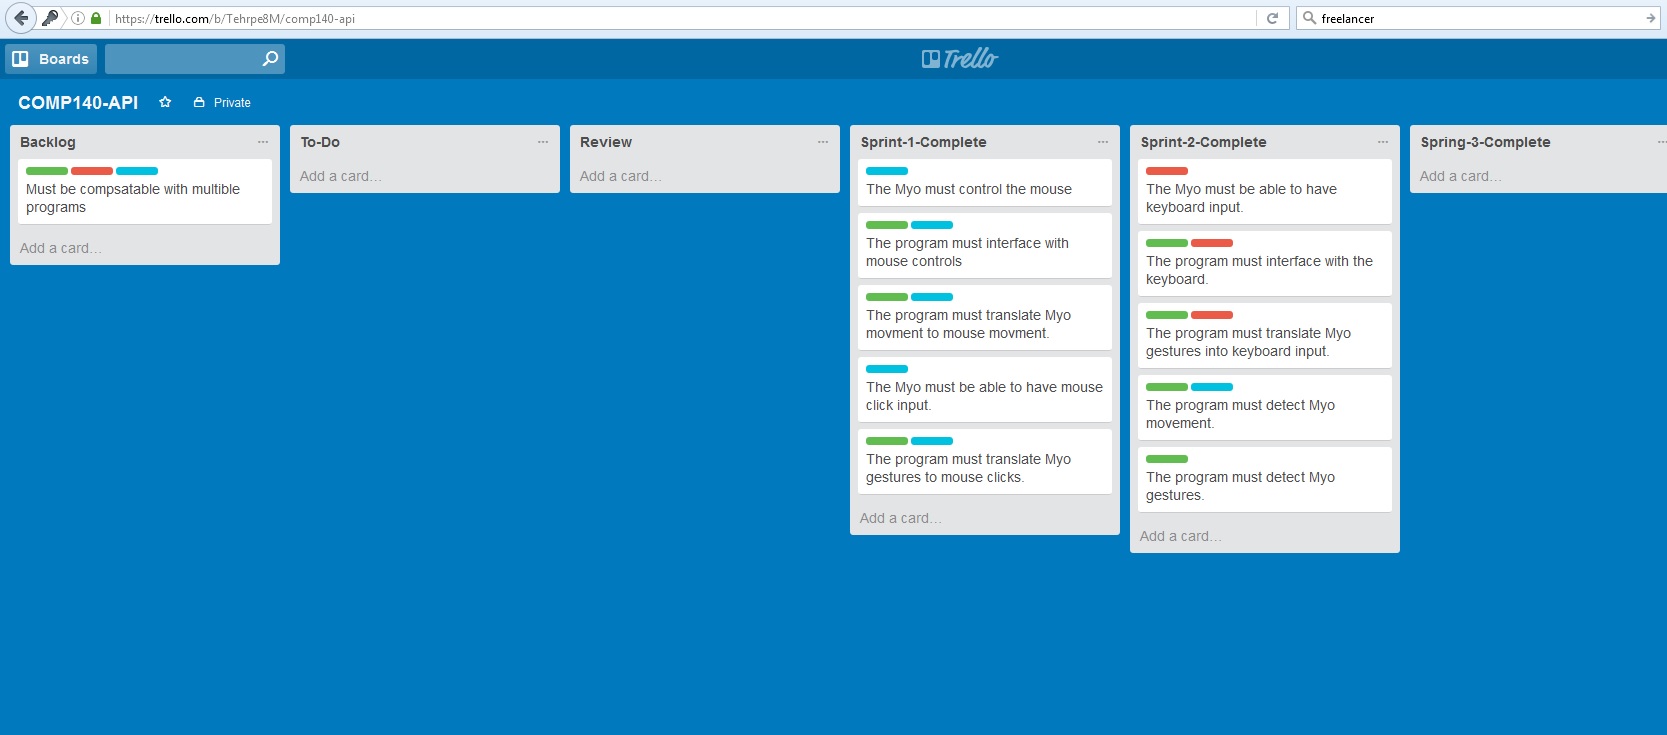 https://trello.com/b/Tehrpe8M/comp140-api
freelancer
Boards
Trello
COMP140-API
Private
Backlog
Must be compsatable with multible
programs
Add a card...
To-Do
Add a card...
Review
Add a card...
Sprint-1-Complete
The Myo must control the mouse
The program must interface with
mouse controls
The program must translate Myo
movment to mouse movment.
The Myo must be able to have mouse
click input.
The program must translate Myo
gestures to mouse clicks.
Add a card...
Sprint-2-Complete
The Myo must be able to have
keyboard input.
The program must interface with the
keyboard.
The program must translate Myo
gestures into keyboard input.
The program must detect Myo
movement.
The program must detect Myo
gestures.
Add a card...
Spring-3-Complete
Add a card...